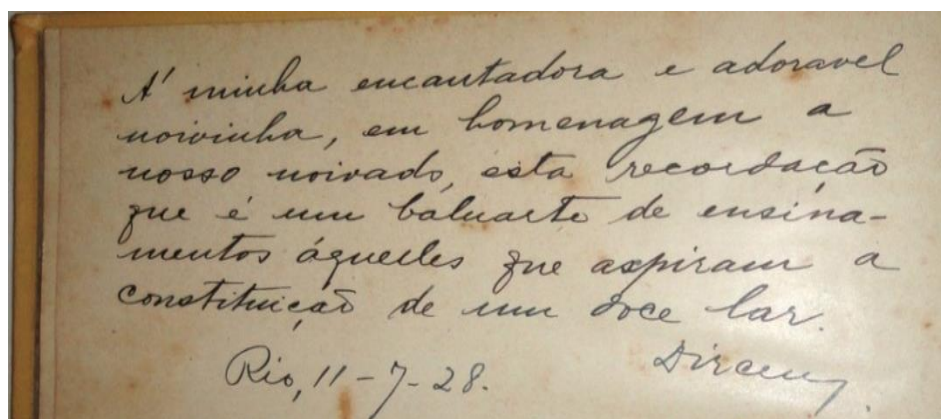 A' minha encantadora e adoravel
noivinha, em homenagem a
nosso noivado, esta recordação
que é um baluarte de ensina-
mentos áquelles que aspiram a
constituição de um doce lar.
Rio, 11-7-28. Dirceu